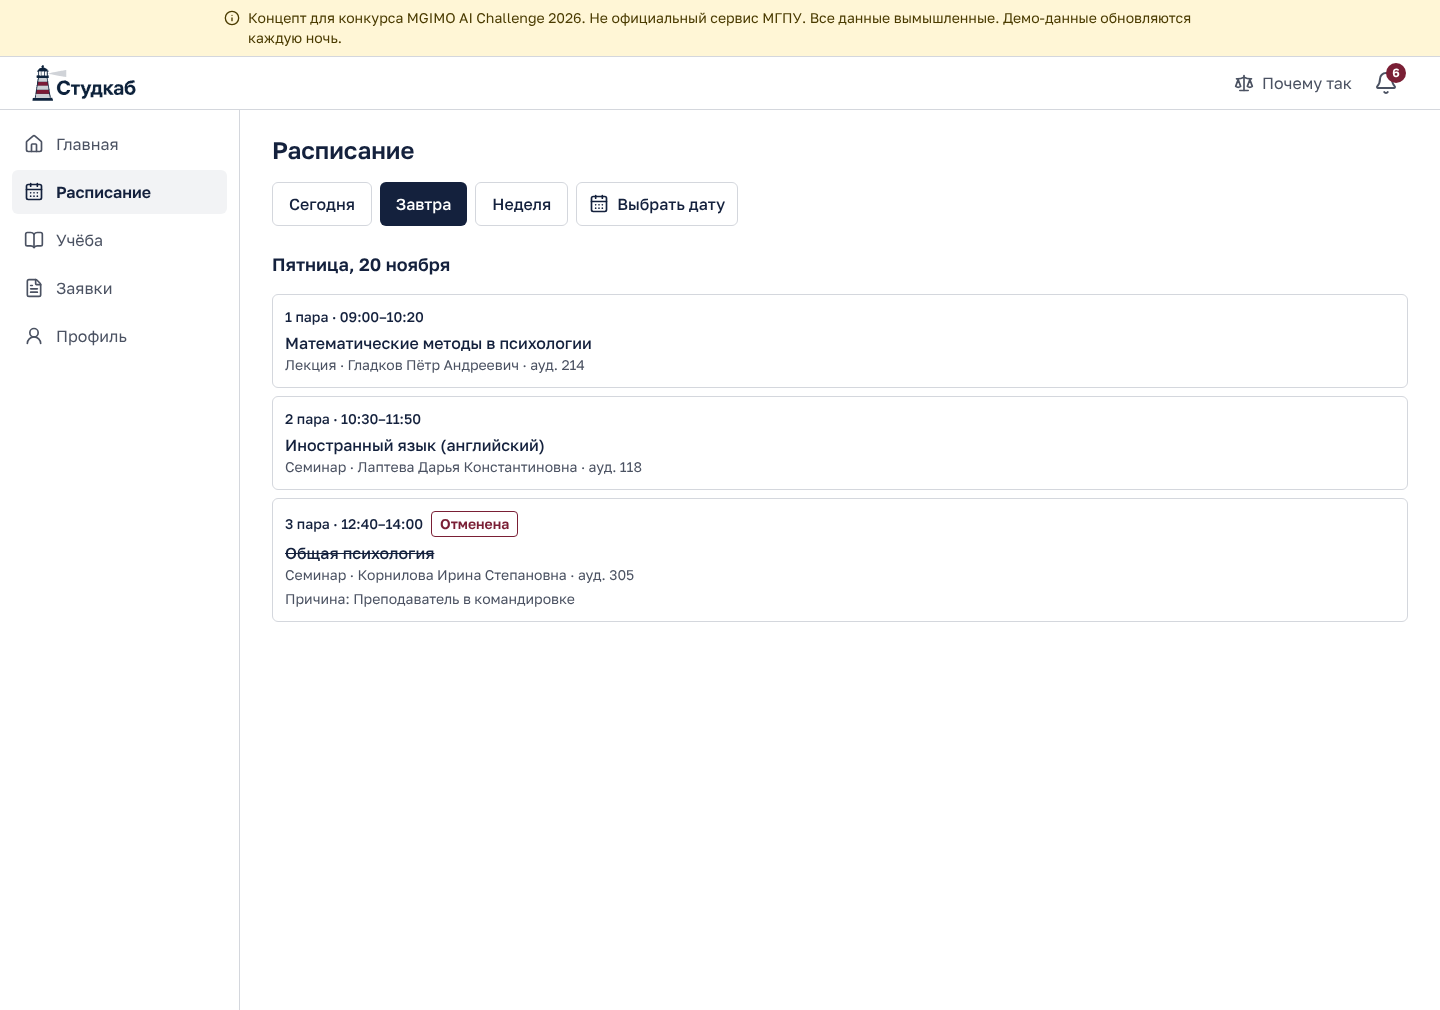 Концепт для конкурса MGIMO AI Challenge 2026. Не официальный сервис МГПУ. Все данные вымышленные. Демо-данные обновляются
каждую ночь.
Студкаб
Почему так
6
Главная
Расписание
Учёба
Заявки
Профиль
Расписание
Сегодня
Завтра
Неделя
Выбрать дату
Пятница, 20 ноября
1 пара · 09:00–10:20
Математические методы в психологии
Лекция · Гладков Пётр Андреевич · ауд. 214
2 пара · 10:30–11:50
Иностранный язык (английский)
Семинар · Лаптева Дарья Константиновна · ауд. 118
3 пара · 12:40–14:00 Отменена
Общая психология
Семинар · Корнилова Ирина Степановна · ауд. 305
Причина: Преподаватель в командировке